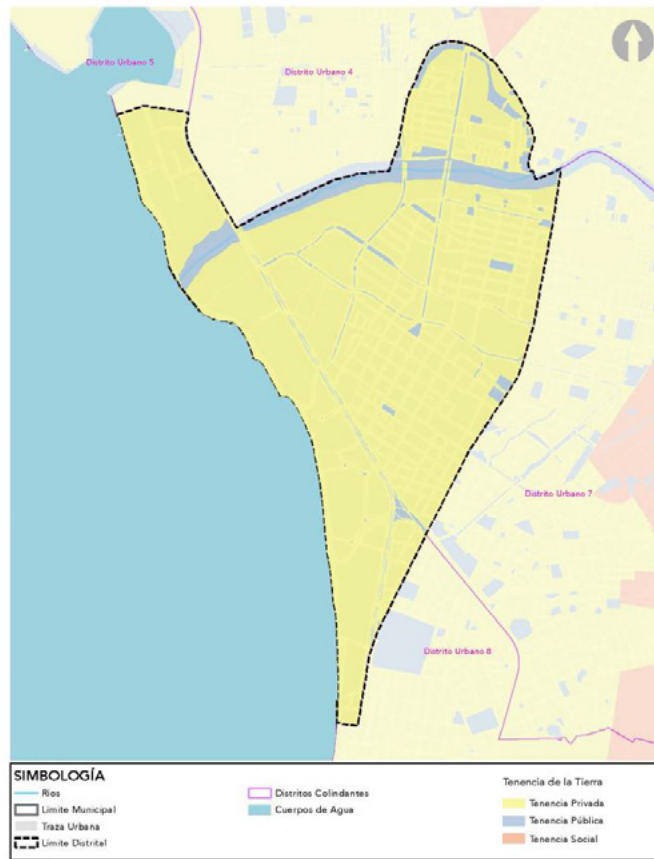 Distrito Urbano 5
Distrito Urbano 4
Distrito Urbano 7
Distrito Urbano 8
SIMBOLOGÍA
Ríos
Límite Municipal
Traza Urbana
Límite Distrital
Distritos Colindantes
Cuerpos de Agua
Tenencia de la Tierra
Tenencia Privada
Tenencia Pública
Tenencia Social